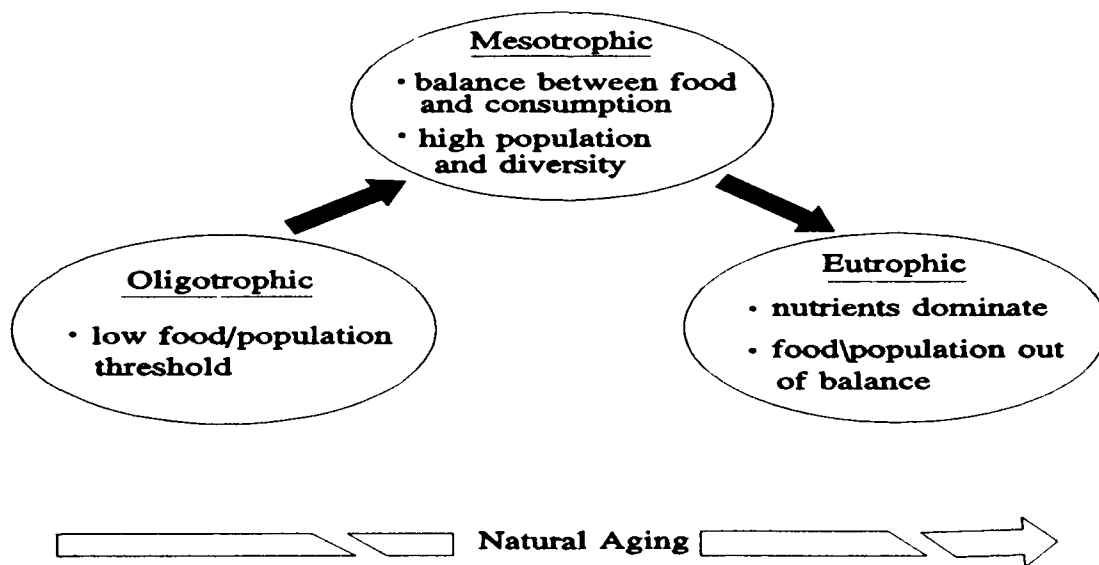 Mesotrophic
· balance between food
and consumption
· high population
and diversity
Oligotrophic
· low food/population
threshold
Eutrophic
· nutrients dominate
· food\population out
of balance
Natural Aging